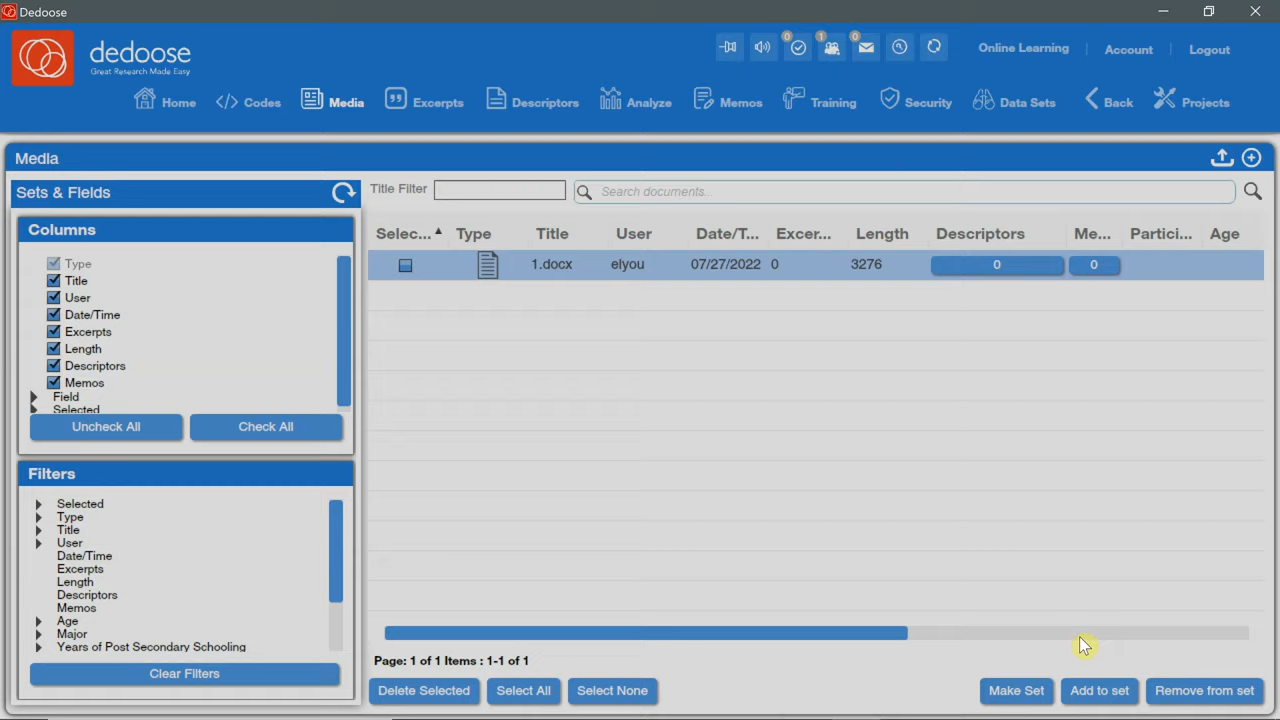 Dedoose
dedoose
Great Research Made Easy
0 1 0
Online Learning Account Logout
Home Codes Media Excerpts Descriptors Analyze Memos Training Security Data Sets Back Projects
Media
Sets & Fields
Title Filter Search documents..
Columns
Selec... Type Title User Date/T... Excer... Length Descriptors Me... Partici... Age
1.docx elyou 07/27/2022 0 3276 0 0
Type
Title
User
Date/Time
Excerpts
Length
Descriptors
Memos
Field
Selected
Uncheck All Check All
Filters
Selected
Type
Title
User
Date/Time
Excerpts
Length
Descriptors
Memos
Age
Major
Years of Post Secondary Schooling
Clear Filters
Page: 1 of 1 Items : 1-1 of 1
Delete Selected Select All Select None Make Set Add to set Remove from set